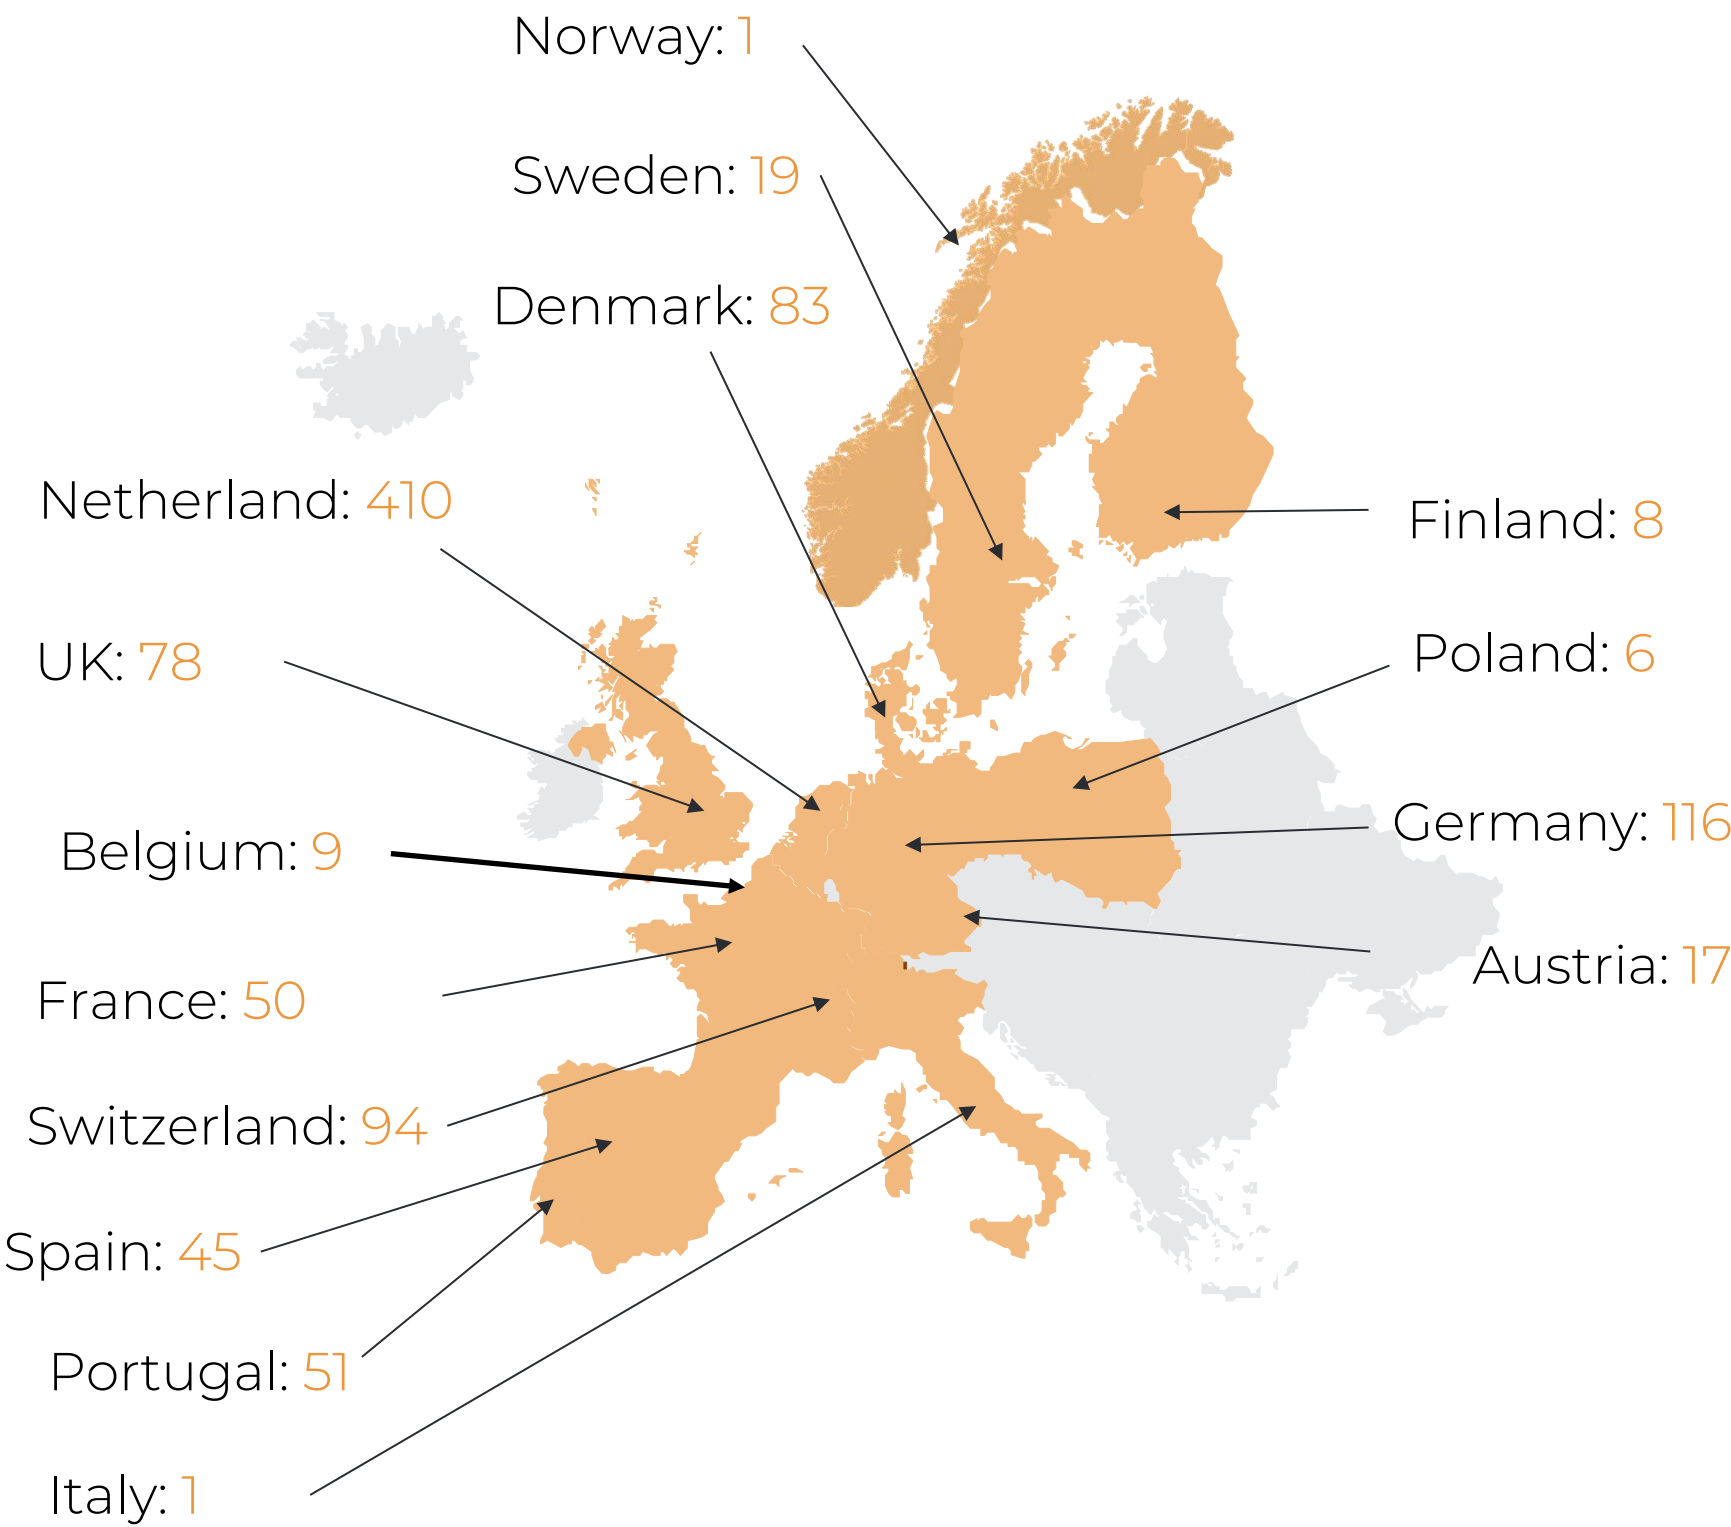 Norway: 1
Sweden: 19
Denmark: 83
Netherland: 410
UK: 78
Belgium: 9
France: 50
Switzerland: 94
Spain: 45
Portugal: 51
Italy: 1
Finland: 8
Poland: 6
Germany: 116
Austria: 17